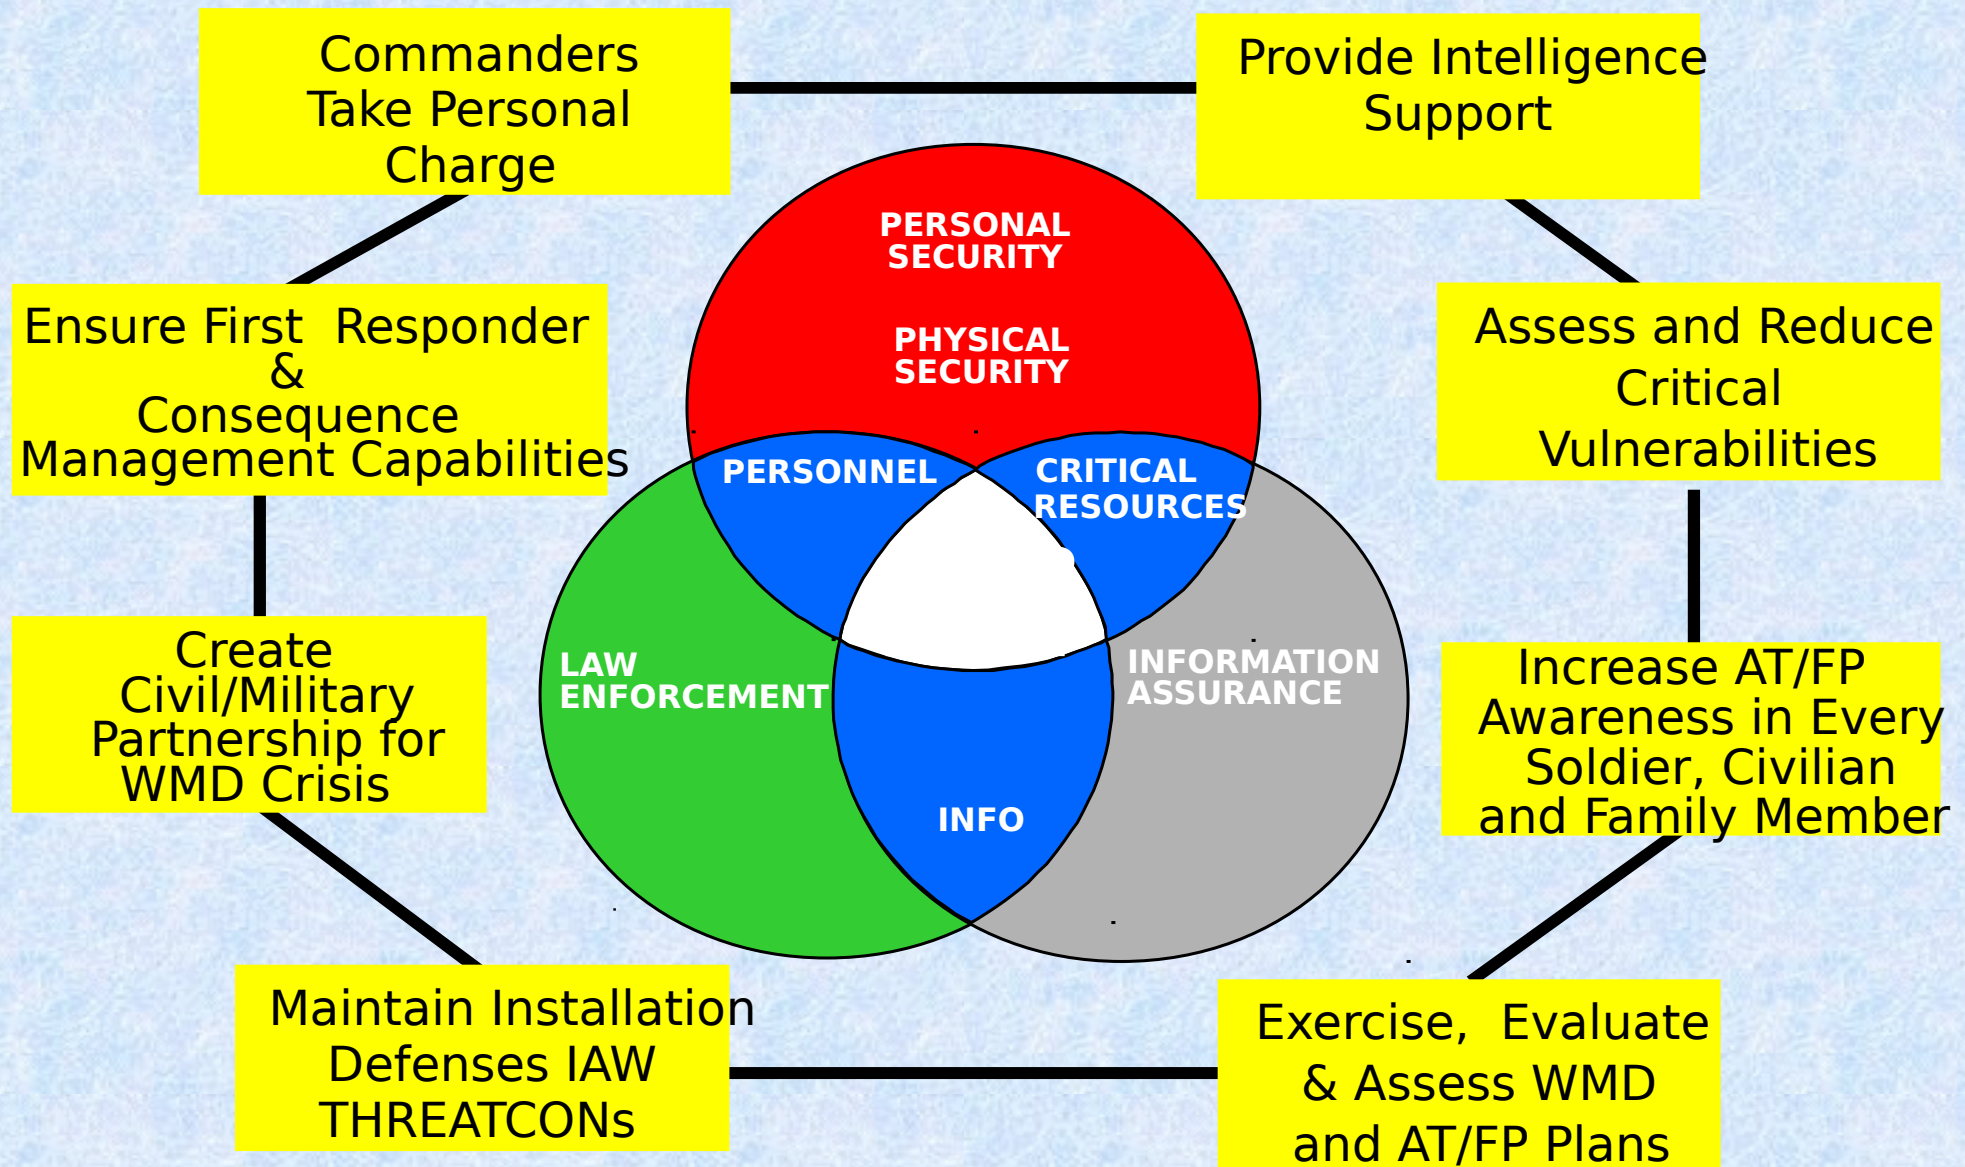 Commanders
Take Personal
Charge
Provide Intelligence
Support
PERSONAL
SECURITY
PHYSICAL
SECURITY
Ensure First  Responder
&
Consequence
Management Capabilities
Assess and Reduce
Critical
Vulnerabilities
PERSONNEL
CRITICAL
RESOURCES
LAW
ENFORCEMENT
INFORMATION
ASSURANCE
INFO
Create
Civil/Military
Partnership for
WMD Crisis
Increase AT/FP
Awareness in Every
Soldier, Civilian
and Family Member
Maintain Installation
Defenses IAW
THREATCONs
Exercise,  Evaluate
& Assess WMD
and AT/FP Plans